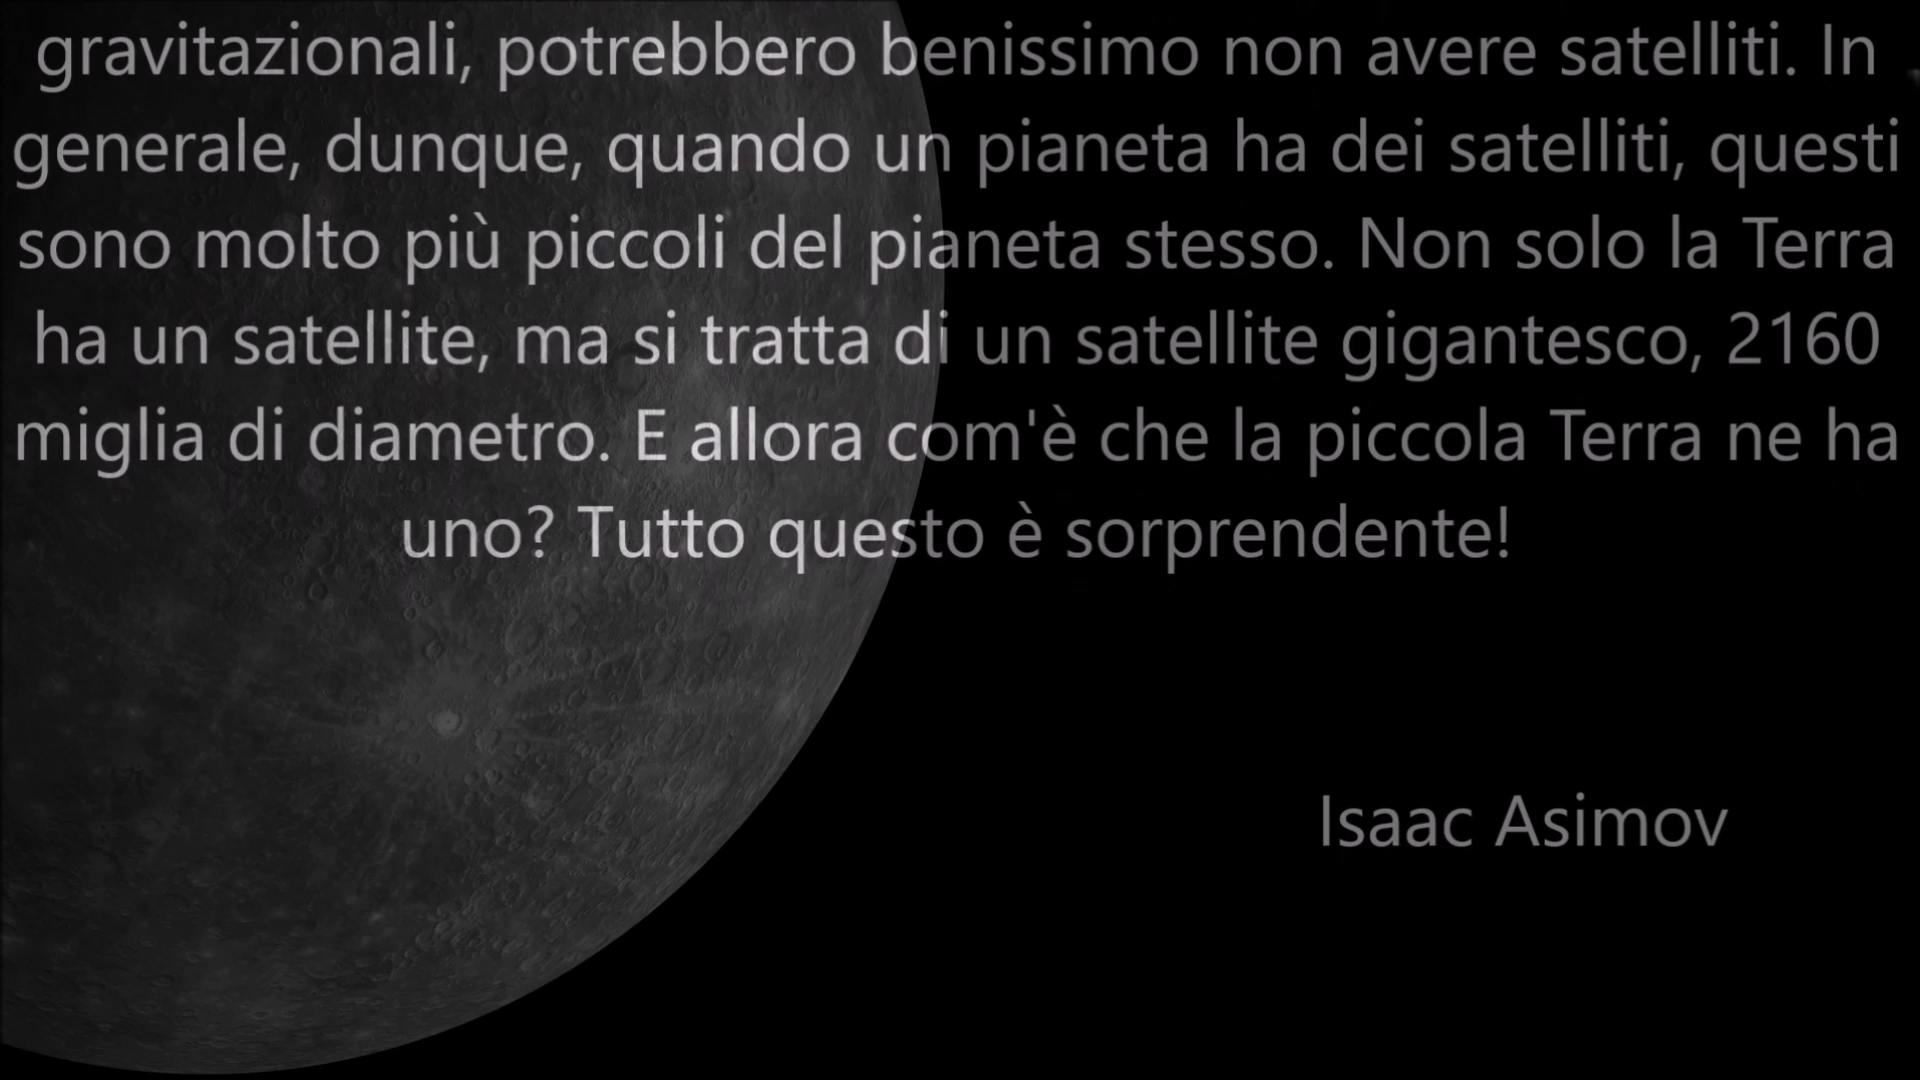 gravitazionali, potrebbero benissimo non avere satelliti. In
generale, dunque, quando un pianeta ha dei satelliti, questi
sono molto più piccoli del pianeta stesso. Non solo la Terra
ha un satellite, ma si tratta di un satellite gigantesco, 2160
miglia di diametro. E allora com'è che la piccola Terra ne ha
uno? Tutto questo è sorprendente!
Isaac Asimov